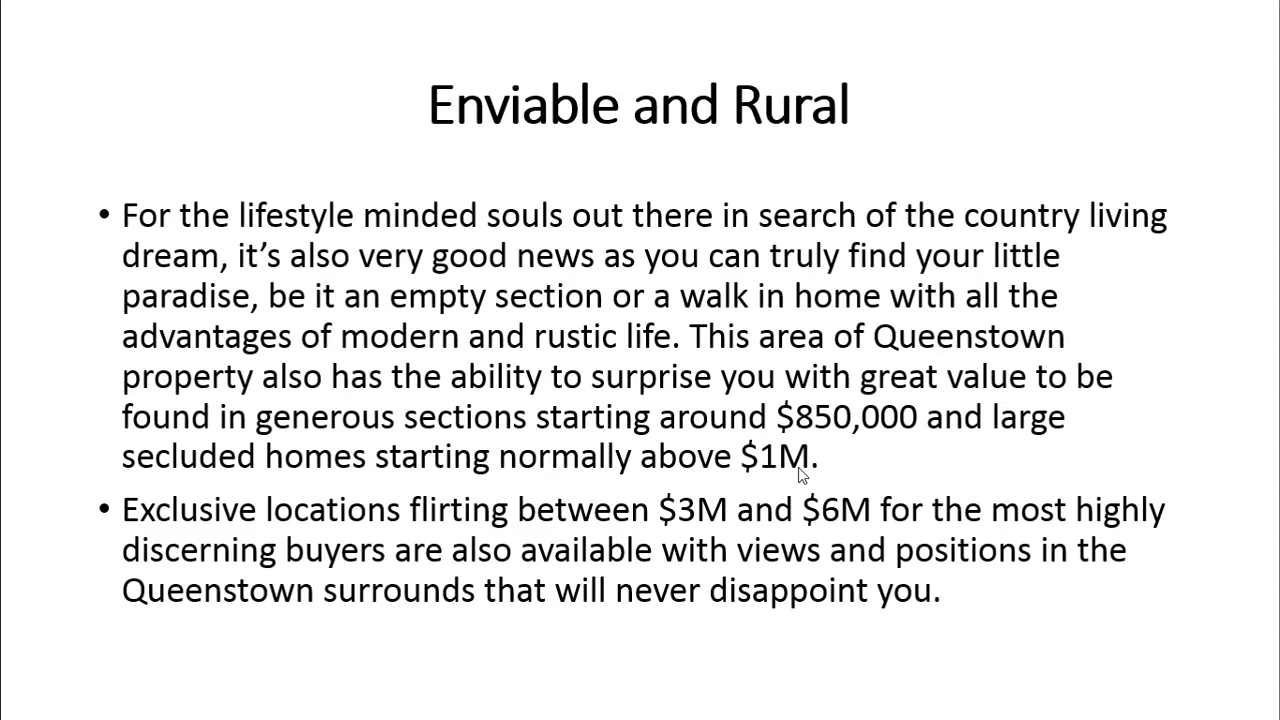 Enviable and Rural
• For the lifestyle minded souls out there in search of the country living
dream, it’s also very good news as you can truly find your little
paradise, be it an empty section or a walk in home with all the
advantages of modern and rustic life. This area of Queenstown
property also has the ability to surprise you with great value to be
found in generous sections starting around $850,000 and large
secluded homes starting normally above $1M.
• Exclusive locations flirting between $3M and $6M for the most highly
discerning buyers are also available with views and positions in the
Queenstown surrounds that will never disappoint you.